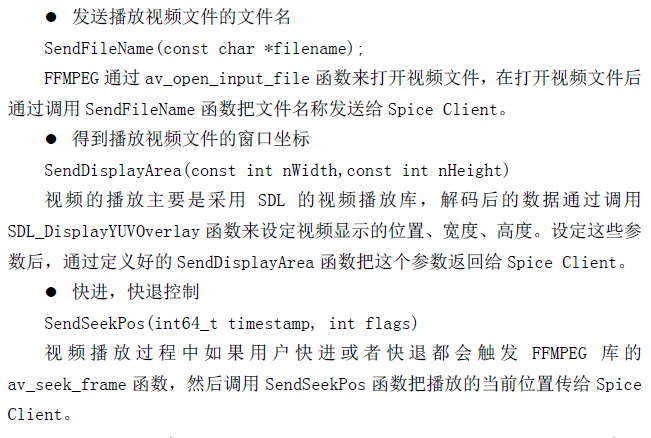 ● 发送播放视频文件的文件名
SendFileName(const char *filename);
FFMPEG 通过 av_open_input_file 函数来打开视频文件，在打开视频文件后
通过调用 SendFileName 函数把文件名称发送给 Spice Client。
● 得到播放视频文件的窗口坐标
SendDisplayArea(const int nWidth,const int nHeight)
视频的播放主要是采用 SDL 的视频播放库，解码后的数据通过调用
SDL_DisplayYUVOverlay 函数来设定视频显示的位置、宽度、高度。设定这些参
数后，通过定义好的 SendDisplayArea 函数把这个参数返回给 Spice Client。
● 快进，快退控制
SendSeekPos(int64_t timestamp, int flags)
视频播放过程中如果用户快进或者快退都会触发 FFMPEG 库的
av_seek_frame 函数，然后调用 SendSeekPos 函数把播放的当前位置传给 Spice
Client。